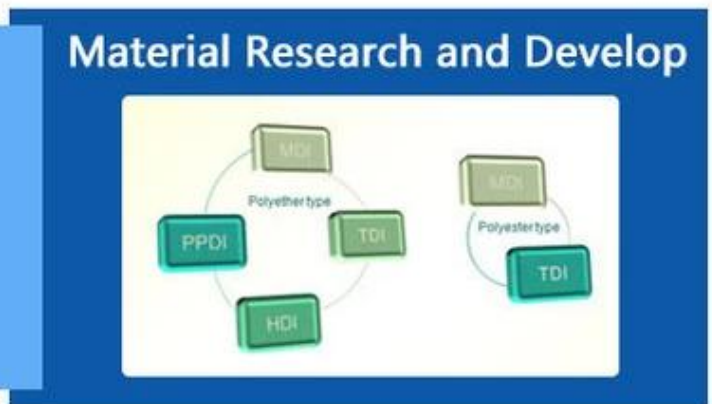 Material Research and Develop
MDI
Polyether type
PPDI
TDI
HDI
MDI
Polyester type
TDI